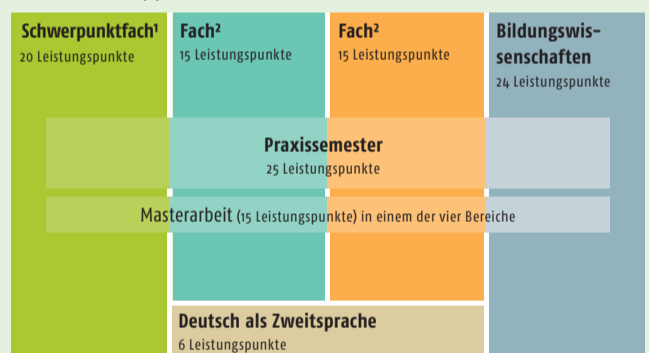 Schwerpunktfach¹
20 Leistungspunkte
Fach²
15 Leistungspunkte
Fach²
15 Leistungspunkte
Bildungswis-
senschaften
24 Leistungspunkte
Praxissemester
25 Leistungspunkte
Masterarbeit (15 Leistungspunkte) in einem der vier Bereiche
Deutsch als Zweitsprache
6 Leistungspunkte